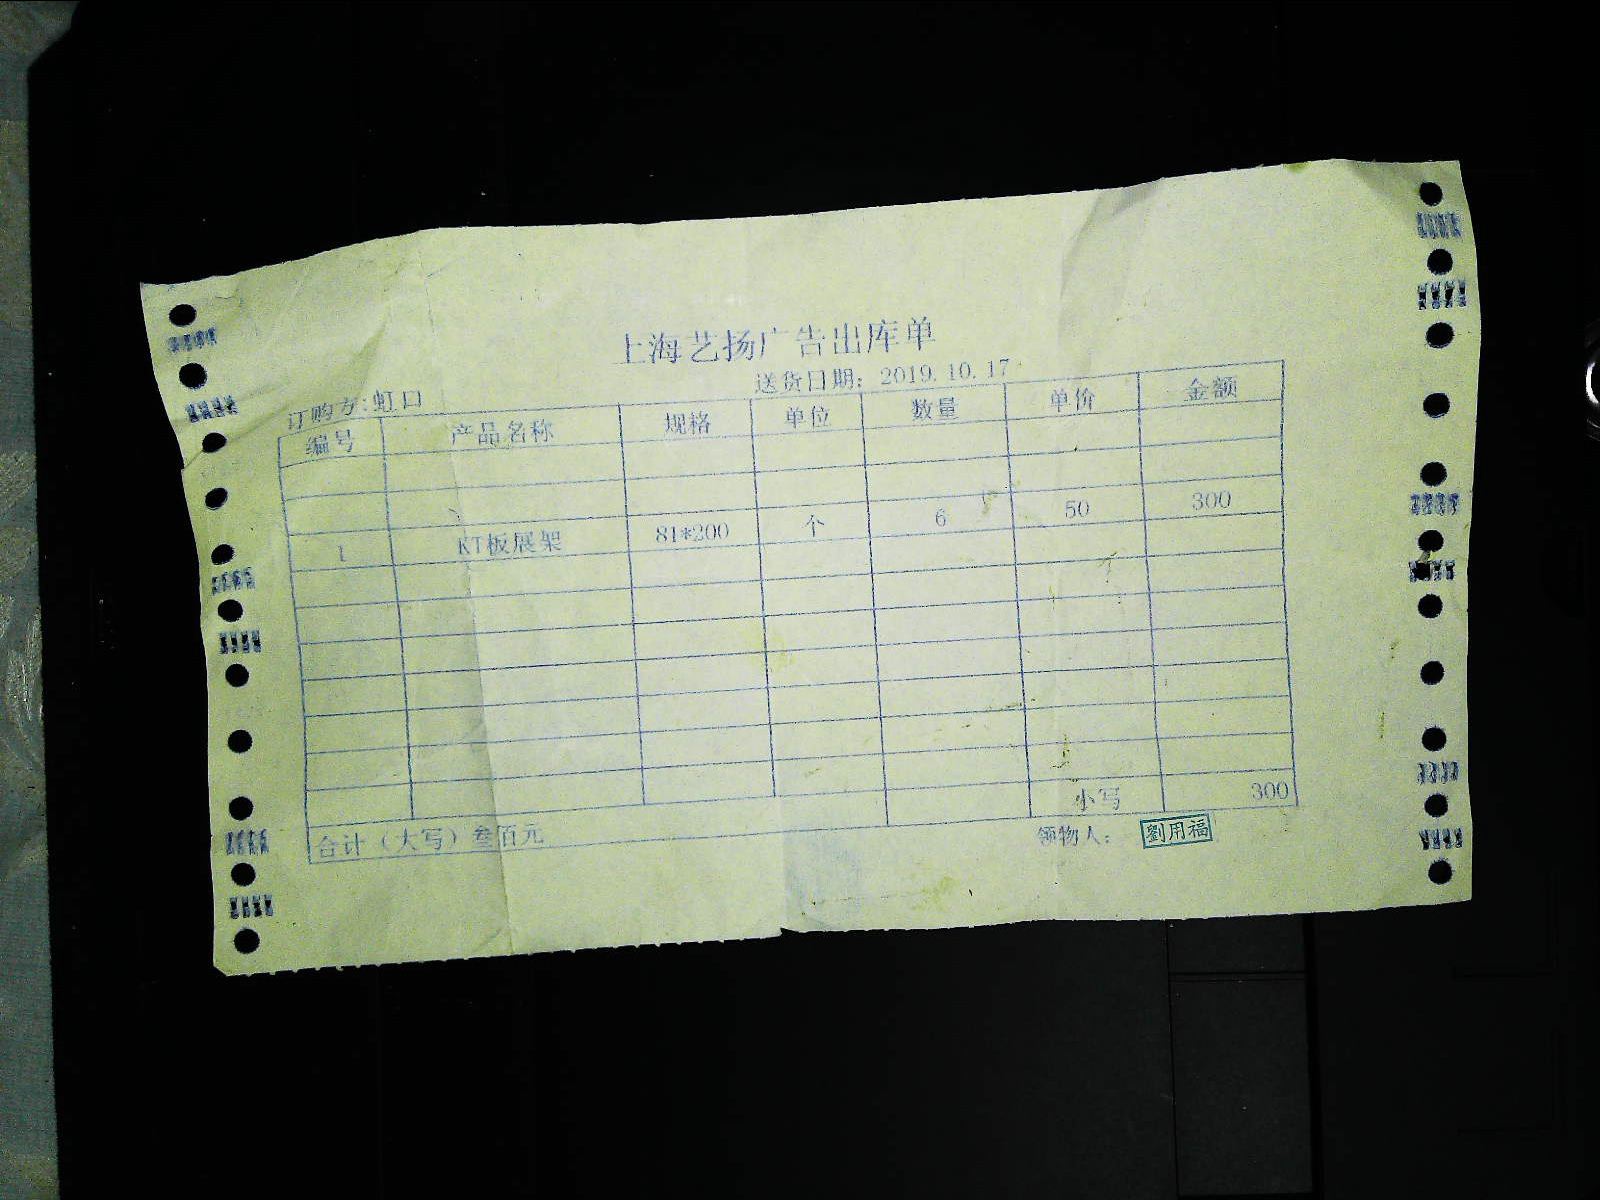 上海艺扬广告出库单
送货日期：2019.10.17
订购方:虹口
编号 产品名称 规格 单位 数量 单价 金额
1 KT板展架 81*200 个 6 50 300
小写 300
合计（大写）叁佰元
领物人： 劉用福